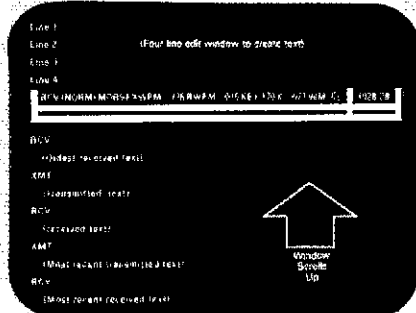 Line 1
Line 2 (Four line edit window to create text)
Line 3
Line 4
RCV
(Oldest received text)
XMT
(Transmitted text)
RCV
(Received text)
XMT
(Most recent transmitted text)
RCV
(Most recent received text)
Window
Scrolls
Up